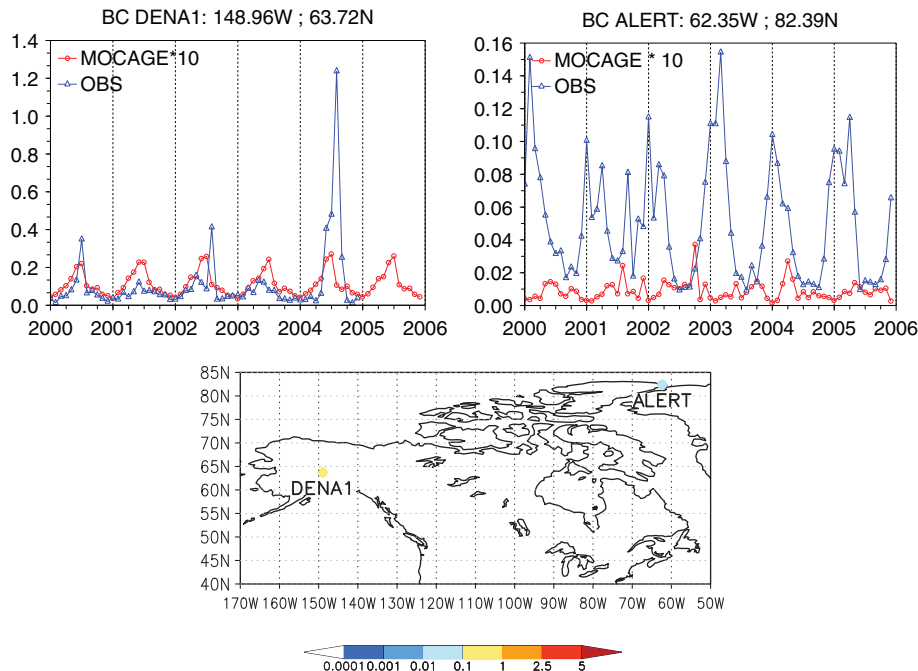 BC DENA1: 148.96W ; 63.72N
1.4
1.2
1.0
0.8
0.6
0.4
0.2
0.0
MOCAGE*10
OBS
2000 2001 2002 2003 2004 2005 2006
BC ALERT: 62.35W ; 82.39N
0.16
0.14
0.12
0.10
0.08
0.06
0.04
0.02
0.00
MOCAGE * 10
OBS
2000 2001 2002 2003 2004 2005 2006
85N
80N
75N
70N
65N
60N
55N
50N
45N
40N
ALERT
DENA1
170W 160W 150W 140W 130W 120W 110W 100W 90W 80W 70W 60W 50W
0.0001 0.001 0.01 0.1 1 2.5 5